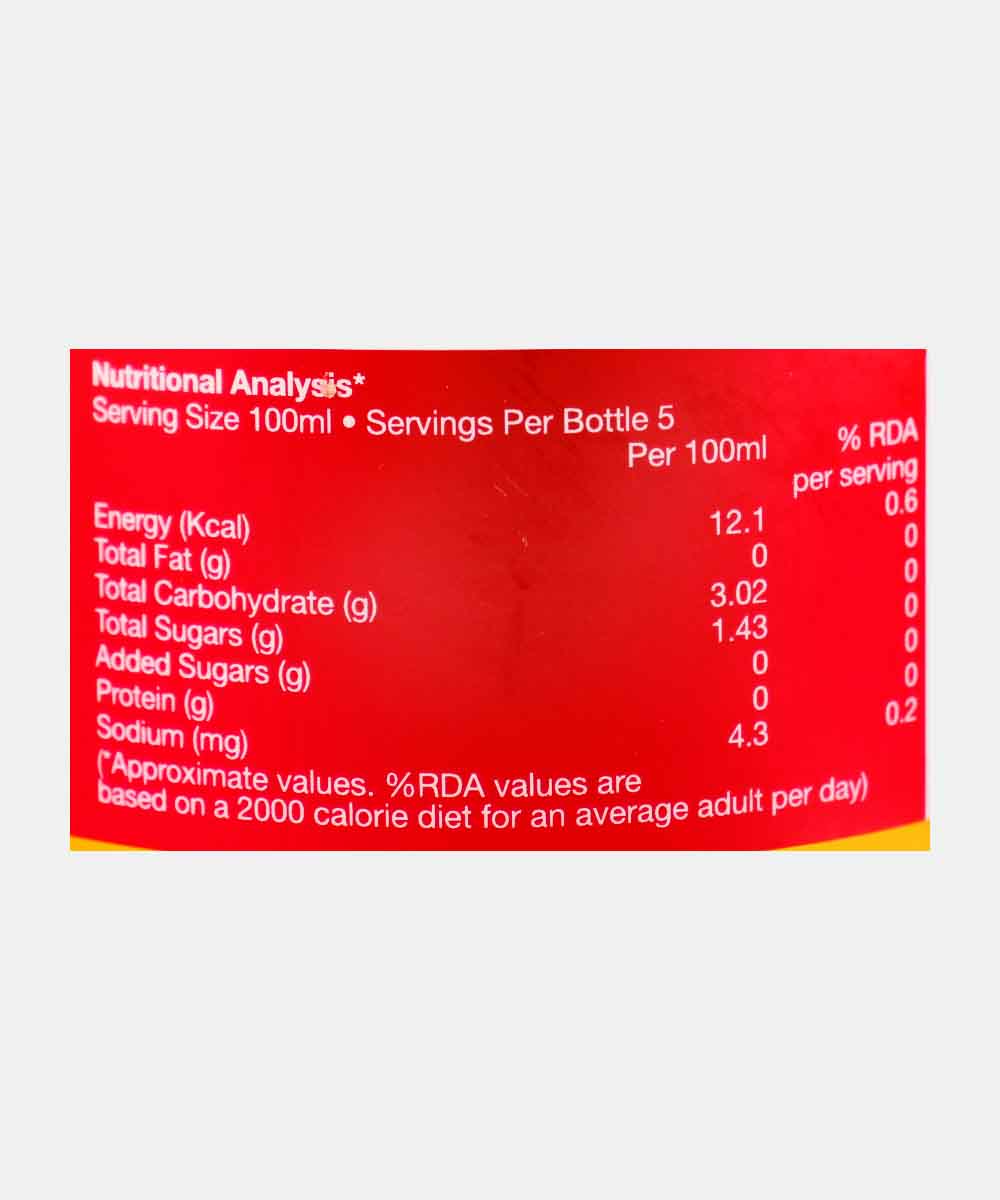 Nutritional Analysis*
Serving Size 100ml • Servings Per Bottle 5
Per 100ml % RDA per serving
Energy (Kcal) 12.1 0.6
Total Fat (g) 0 0
Total Carbohydrate (g) 3.02 0
Total Sugars (g) 1.43 0
Added Sugars (g) 0 0
Protein (g) 0 0
Sodium (mg) 4.3 0.2
(*Approximate values. %RDA values are
based on a 2000 calorie diet for an average adult per day)